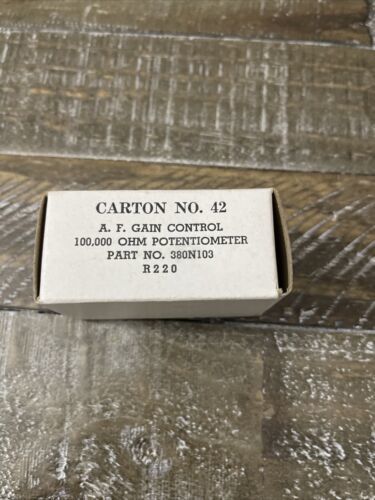 CARTON NO. 42
A. F. GAIN CONTROL
100,000 OHM POTENTIOMETER
PART NO. 380N103
R220